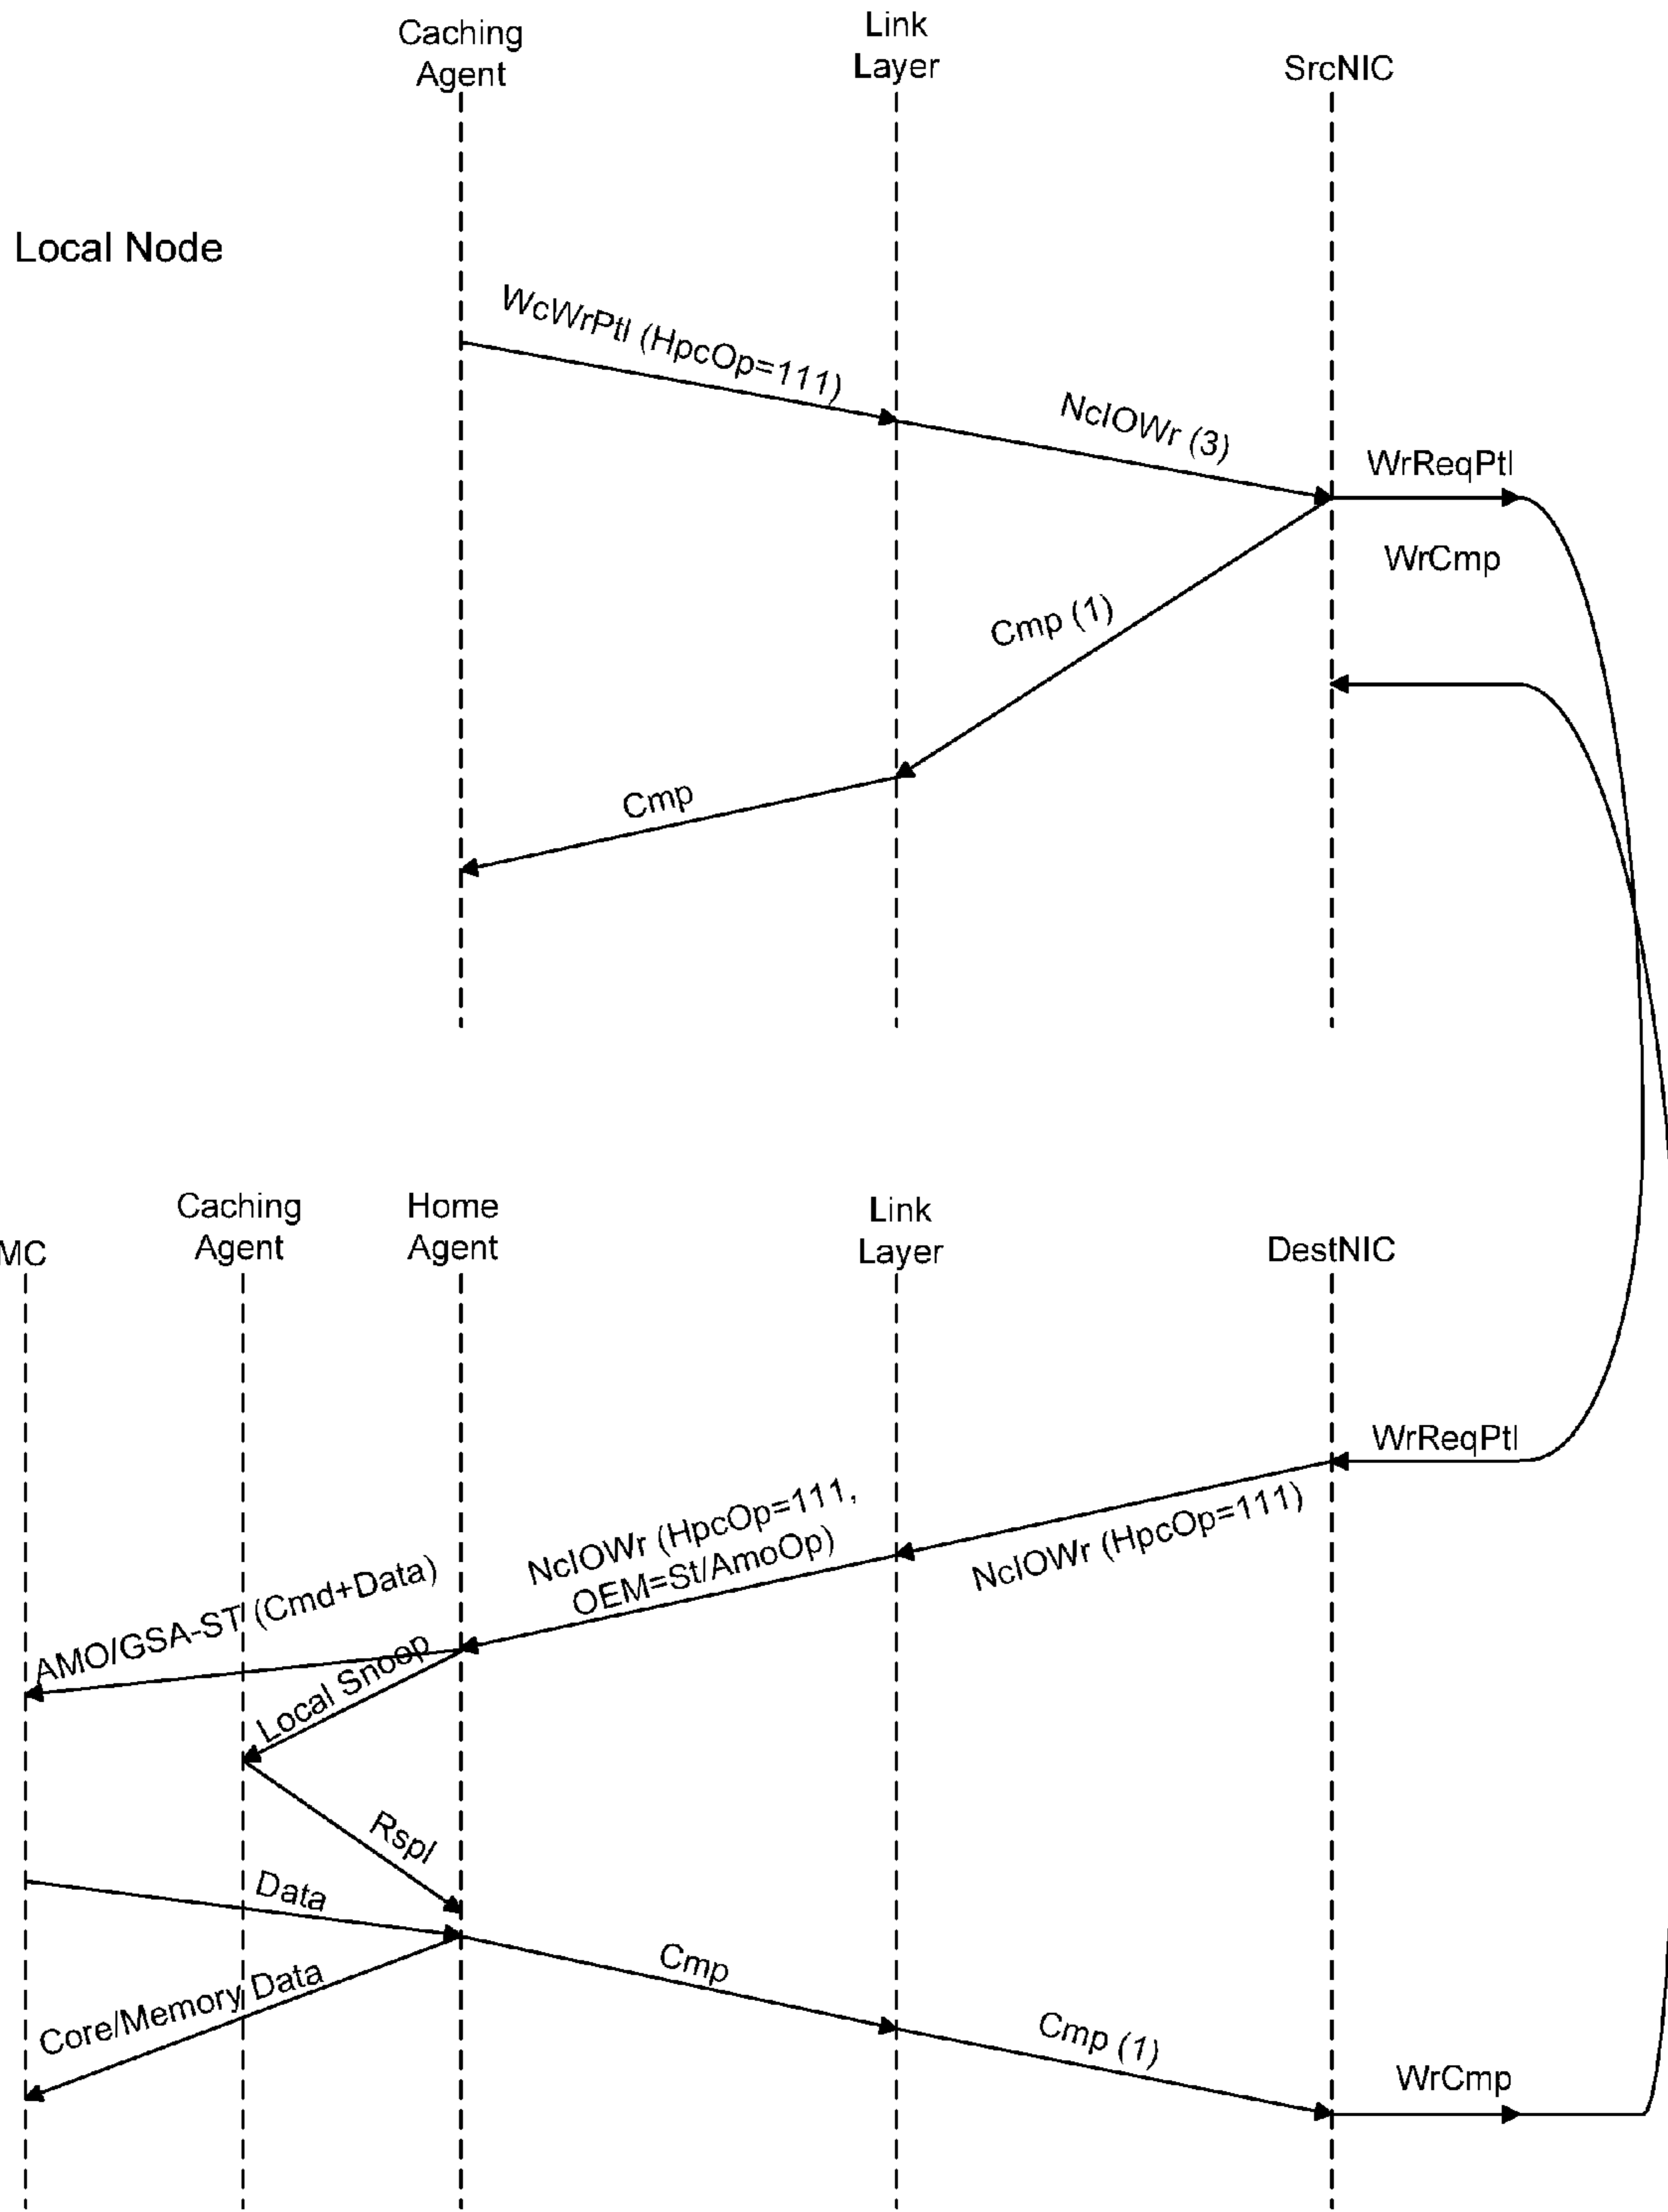 Caching
Agent
Link
Layer
SrcNIC
Local Node
WcWrPtl (HpcOp=111)
NcIOWr (3)
WrReqPtl
WrCmp
Cmp (1)
Cmp
MC
Caching
Agent
Home
Agent
Link
Layer
DestNIC
WrReqPtl
NcIOWr (HpcOp=111)
NcIOWr (HpcOp=111,
OEM=St/AmoOp)
AMO/GSA-ST (Cmd+Data)
Local Snoop
RspI
Data
Core/Memory Data
Cmp
Cmp (1)
WrCmp